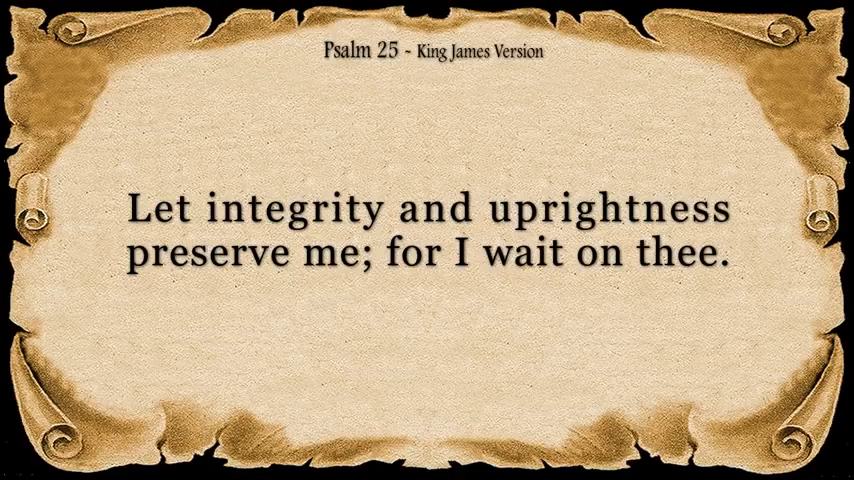 Psalm 25 - King James Version
Let integrity and uprightness
preserve me; for I wait on thee.